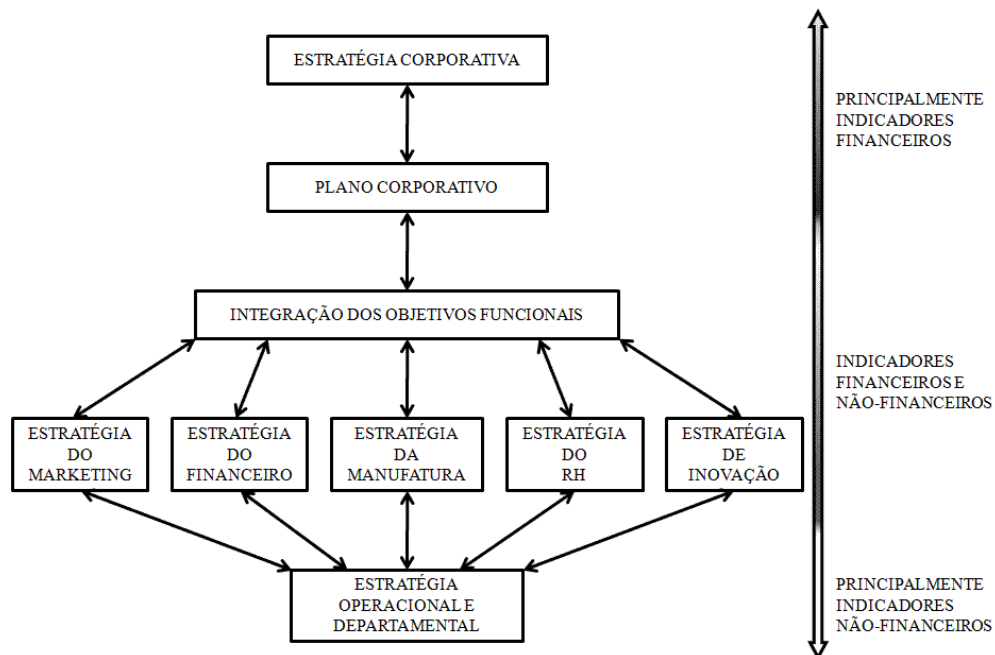 ESTRATÉGIA CORPORATIVA
PRINCIPALMENTE
INDICADORES
FINANCEIROS
PLANO CORPORATIVO
INTEGRAÇÃO DOS OBJETIVOS FUNCIONAIS
INDICADORES
FINANCEIROS E
NÃO-FINANCEIROS
ESTRATÉGIA
DO
MARKETING
ESTRATÉGIA
DO
FINANCEIRO
ESTRATÉGIA
DA
MANUFATURA
ESTRATÉGIA
DO
RH
ESTRATÉGIA
DE
INOVAÇÃO
ESTRATÉGIA
OPERACIONAL E
DEPARTAMENTAL
PRINCIPALMENTE
INDICADORES
NÃO-FINANCEIROS